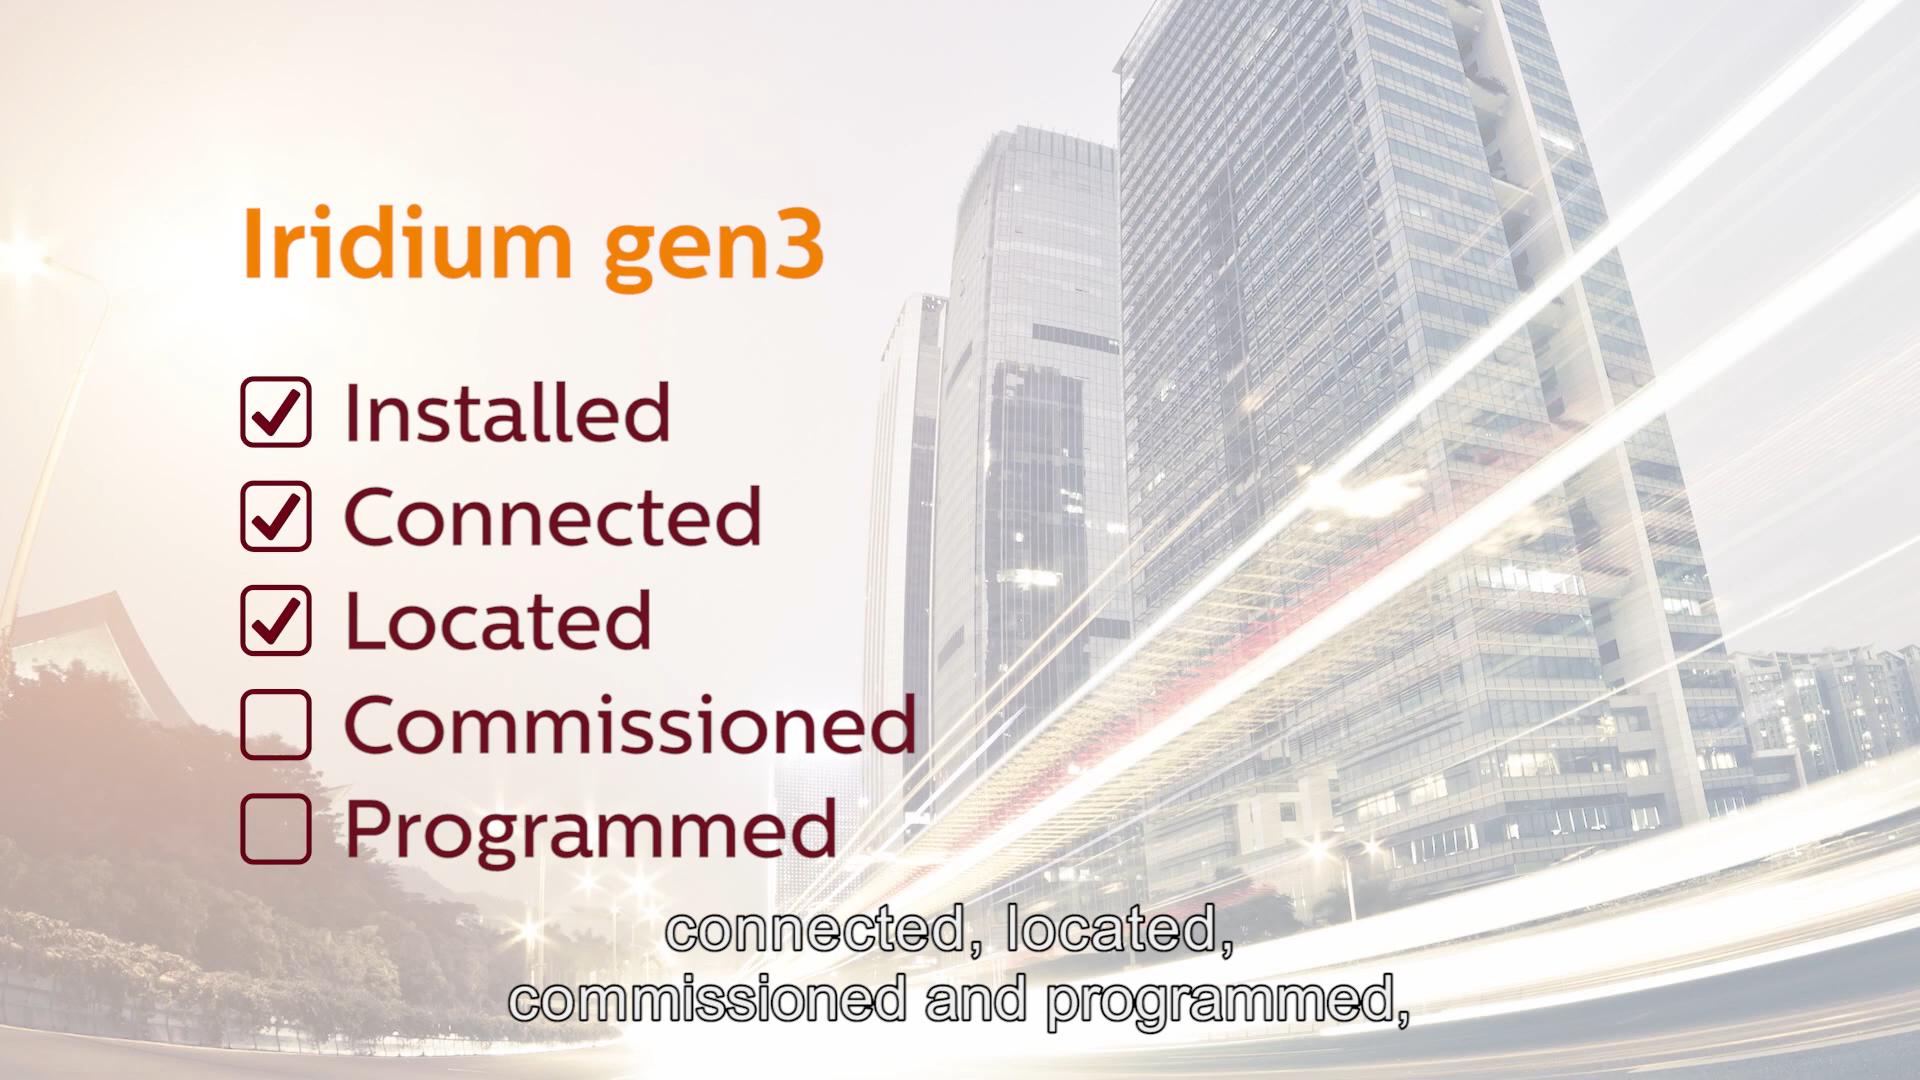 Iridium gen3
Installed
Connected
Located
Commissioned
Programmed
connected, located,
commissioned and programmed,